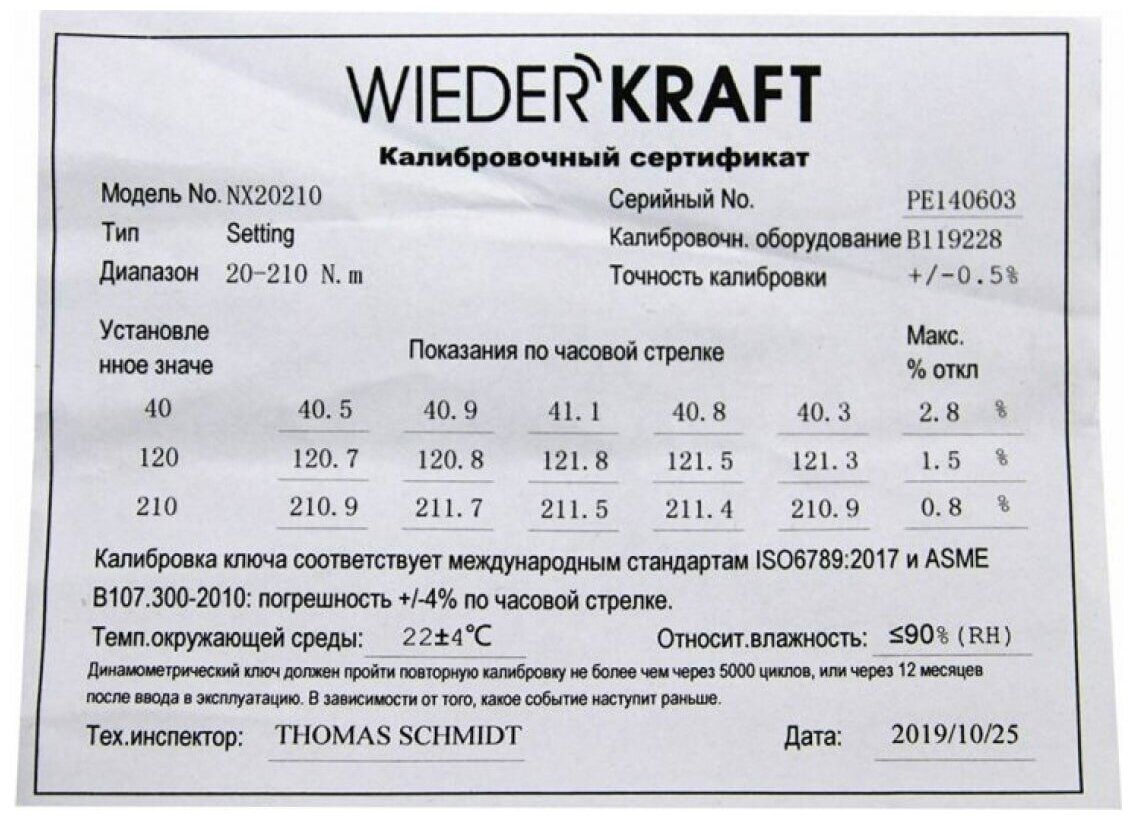 WIEDERKRAFT
Калибровочный сертификат
Модель No. NX20210 Серийный No. PE140603
Тип Setting Калибровочн. оборудование B119228
Диапазон 20-210 N.m Точность калибровки +/-0.5%
Установле Макс.
нное значе Показания по часовой стрелке % откл
40 40.5 40.9 41.1 40.8 40.3 2.8 %
120 120.7 120.8 121.8 121.5 121.3 1.5 %
210 210.9 211.7 211.5 211.4 210.9 0.8 %
Калибровка ключа соответствует международным стандартам ISO6789:2017 и ASME
B107.300-2010: погрешность +/-4% по часовой стрелке.
Темп.окружающей среды: 22±4℃ Относит.влажность: ≤90%(RH)
Динамометрический ключ должен пройти повторную калибровку не более чем через 5000 циклов, или через 12 месяцев
после ввода в эксплуатацию. В зависимости от того, какое событие наступит раньше.
Тех.инспектор: THOMAS SCHMIDT Дата: 2019/10/25